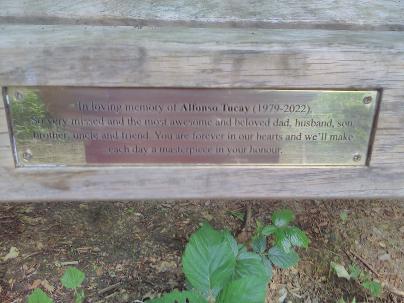 In loving memory of Alfonso Tucay (1979-2022).
So very missed and the most awesome and beloved dad, husband, son,
brother, uncle and friend. You are forever in our hearts and we'll make
each day a masterpiece in your honour.